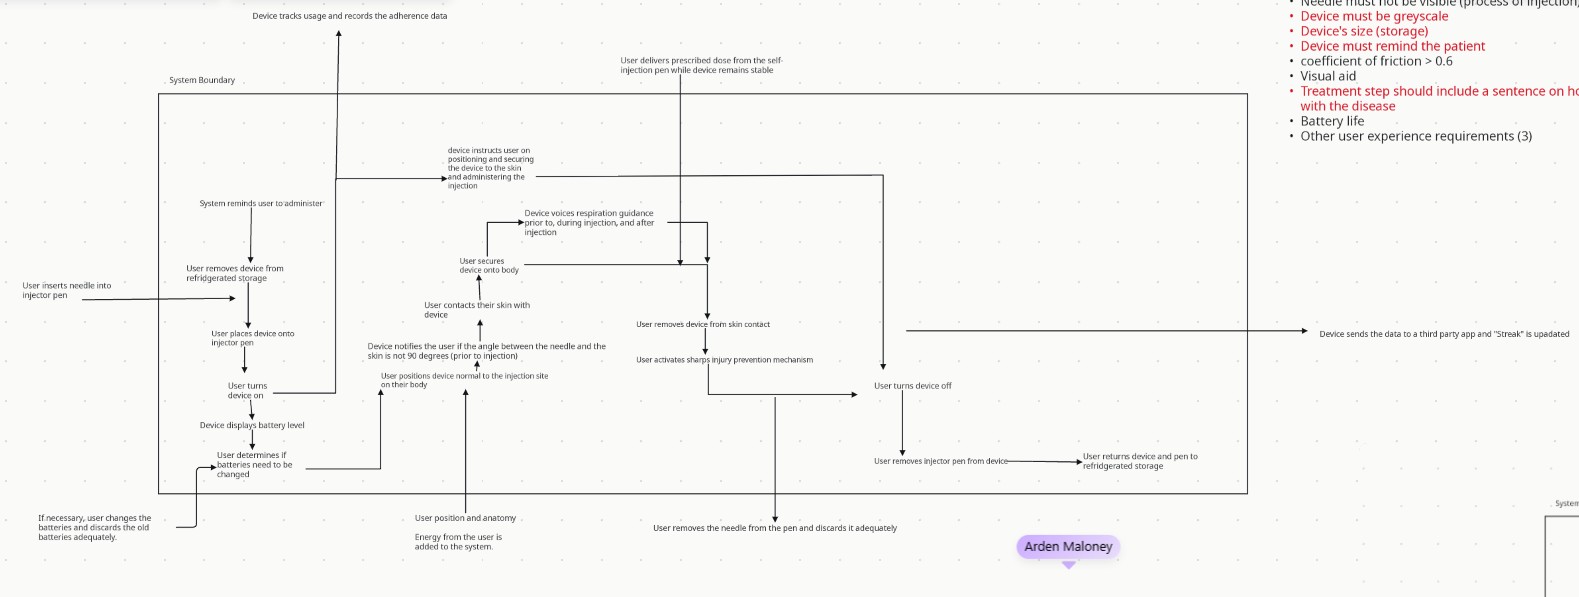 Device tracks usage and records the adherence data
System Boundary
User delivers prescribed dose from the self-
injection pen while device remains stable
device instructs user on
positioning and securing
the device to the skin
and administering the
injection
System reminds user to administer
Device voices respiration guidance
prior to, during injection, and after
injection
User removes device from
refridgerated storage
User secures
device onto body
User inserts needle into
injector pen
User contacts their skin with
device
User places device onto
injector pen
User removes device from skin contact
Device notifies the user if the angle between the needle and the
skin is not 90 degrees (prior to injection)
User activates sharps injury prevention mechanism
Device sends the data to a third party app and "Streak" is upadated
User positions device normal to the injection site
on their body
User turns
device on
User turns device off
Device displays battery level
User determines if
batteries need to be
changed
User removes injector pen from device
User returns device and pen to
refridgerated storage
If necessary, user changes the
batteries and discards the old
batteries adequately.
User position and anatomy
Energy from the user is
added to the system.
User removes the needle from the pen and discards it adequately
Arden Maloney
• Needle must not be visible (process of injection)
• Device must be greyscale
• Device's size (storage)
• Device must remind the patient
• coefficient of friction > 0.6
• Visual aid
• Treatment step should include a sentence on
with the disease
• Battery life
• Other user experience requirements (3)
System